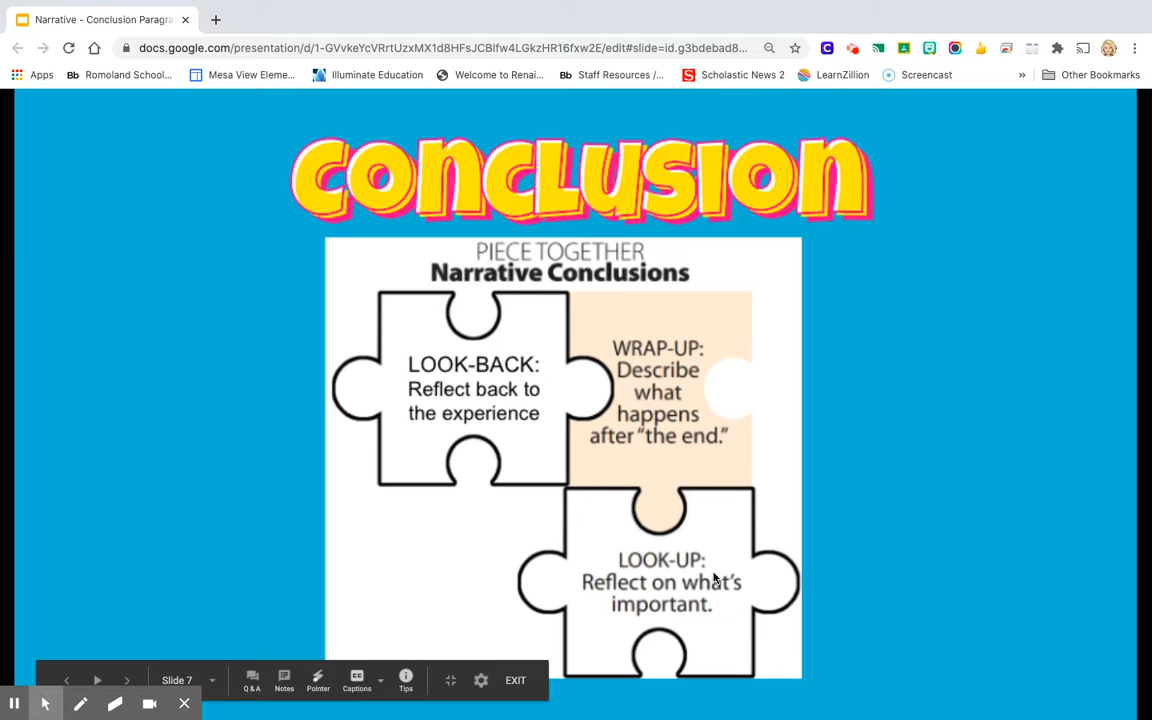 Narrative - Conclusion Paragra
docs.google.com/presentation/d/1-GVvkeYcVRrtUzxMX1d8HFsJCBlfw4LGkzHR16fxw2E/edit#slide=id.g3bdebad8...
Apps
Bb Romoland School...
Mesa View Eleme...
Illuminate Education
Welcome to Renai...
Bb Staff Resources /...
S Scholastic News 2
LearnZillion
Screencast
»
Other Bookmarks
CONCLUSION
PIECE TOGETHER
Narrative Conclusions
LOOK-BACK:
Reflect back to
the experience
WRAP-UP:
Describe
what
happens
after “the end.”
LOOK-UP:
Reflect on what’s
important.
Slide 7
Q & A
Notes
Pointer
Captions
Tips
EXIT